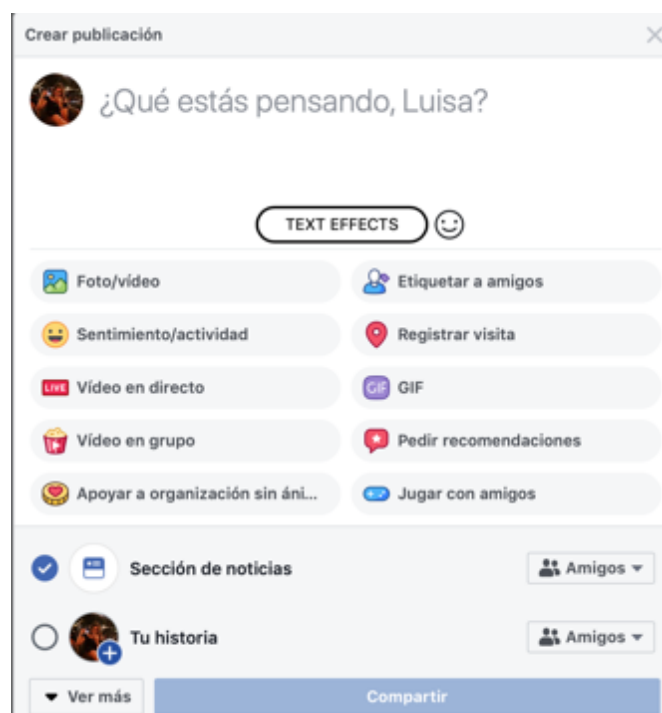 Crear publicación
¿Qué estás pensando, Luisa?
TEXT EFFECTS
Foto/vídeo
Etiquetar a amigos
Sentimiento/actividad
Registrar visita
LIVE Vídeo en directo
GIF GIF
Vídeo en grupo
Pedir recomendaciones
Apoyar a organización sin áni...
Jugar con amigos
Sección de noticias
Amigos
Tu historia
Amigos
Ver más
Compartir